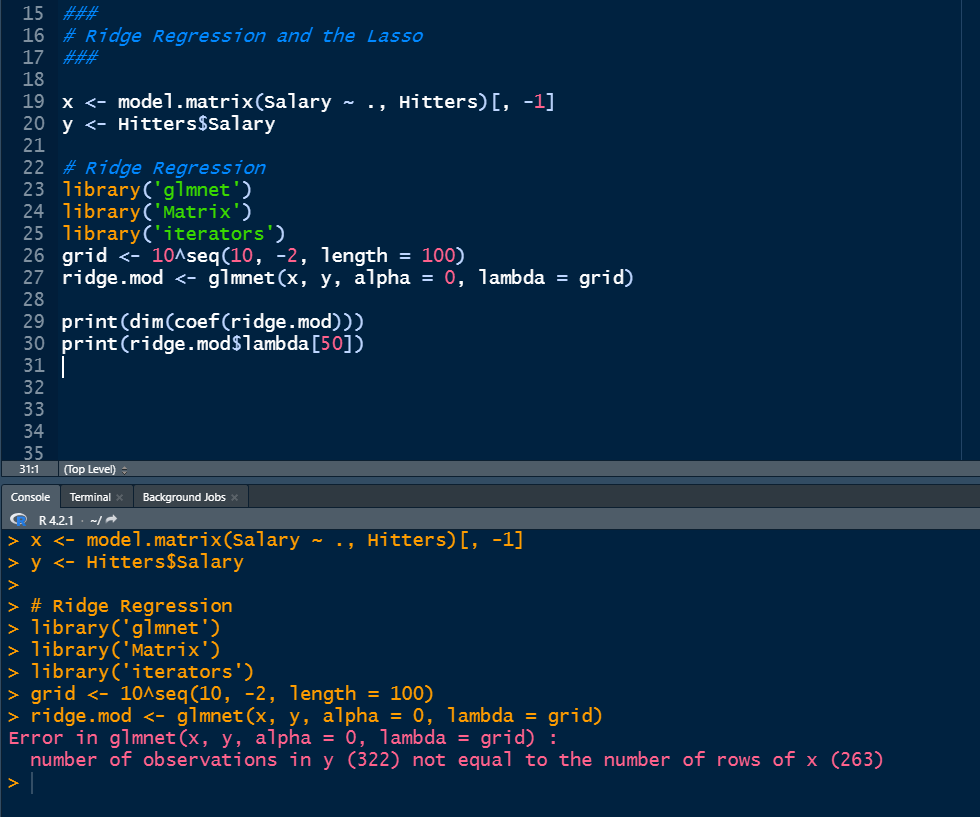 15 ###
16 # Ridge Regression and the Lasso
17 ###
18
19 x <- model.matrix(Salary ~ ., Hitters)[, -1]
20 y <- Hitters$Salary
21
22 # Ridge Regression
23 library('glmnet')
24 library('Matrix')
25 library('iterators')
26 grid <- 10^seq(10, -2, length = 100)
27 ridge.mod <- glmnet(x, y, alpha = 0, lambda = grid)
28
29 print(dim(coef(ridge.mod)))
30 print(ridge.mod$lambda[50])
31
32
33
34
35
31:1 (Top Level)
Console Terminal Background Jobs
R R 4.2.1 · ~/
> x <- model.matrix(Salary ~ ., Hitters)[, -1]
> y <- Hitters$Salary
>
> # Ridge Regression
> library('glmnet')
> library('Matrix')
> library('iterators')
> grid <- 10^seq(10, -2, length = 100)
> ridge.mod <- glmnet(x, y, alpha = 0, lambda = grid)
Error in glmnet(x, y, alpha = 0, lambda = grid) :
number of observations in y (322) not equal to the number of rows of x (263)
>